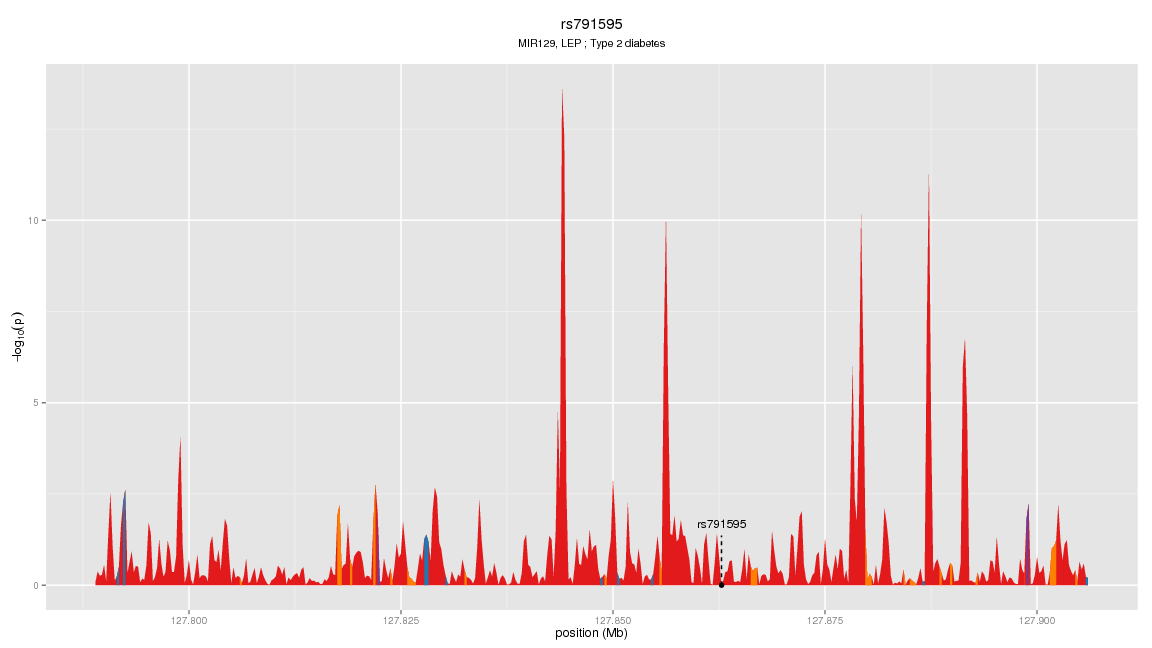 rs791595
MIR129, LEP ; Type 2 diabetes
10
5
0
−log10(p)
rs791595
127.800 127.825 127.850 127.875 127.900
position (Mb)